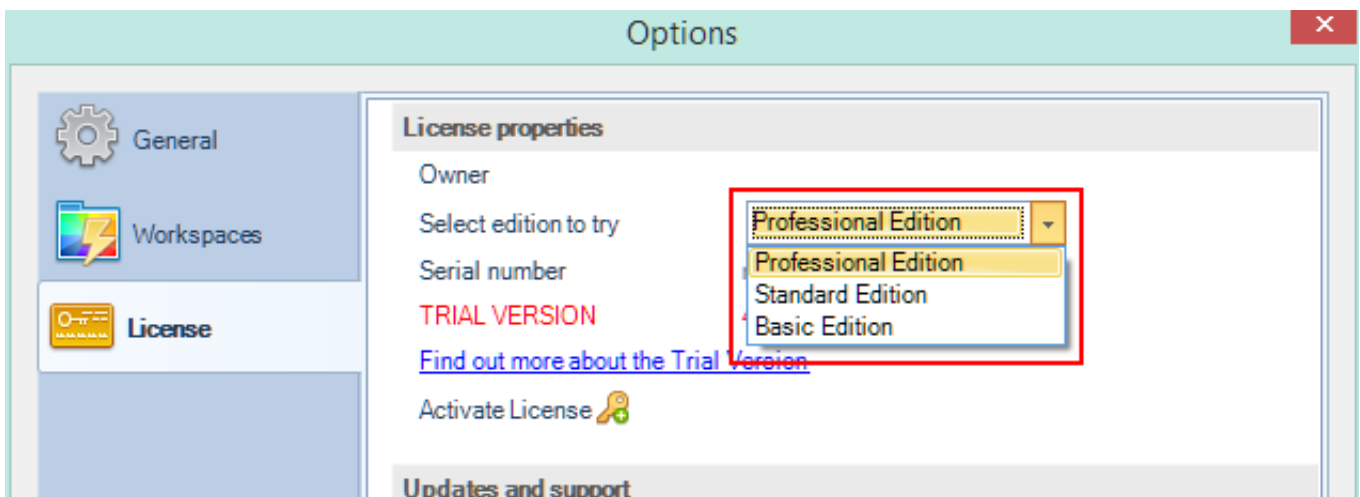 Options
General
Workspaces
License
License properties
Owner
Select edition to try
Professional Edition
Professional Edition
Standard Edition
Basic Edition
Serial number
TRIAL VERSION
Find out more about the Trial Version
Activate License
Updates and support